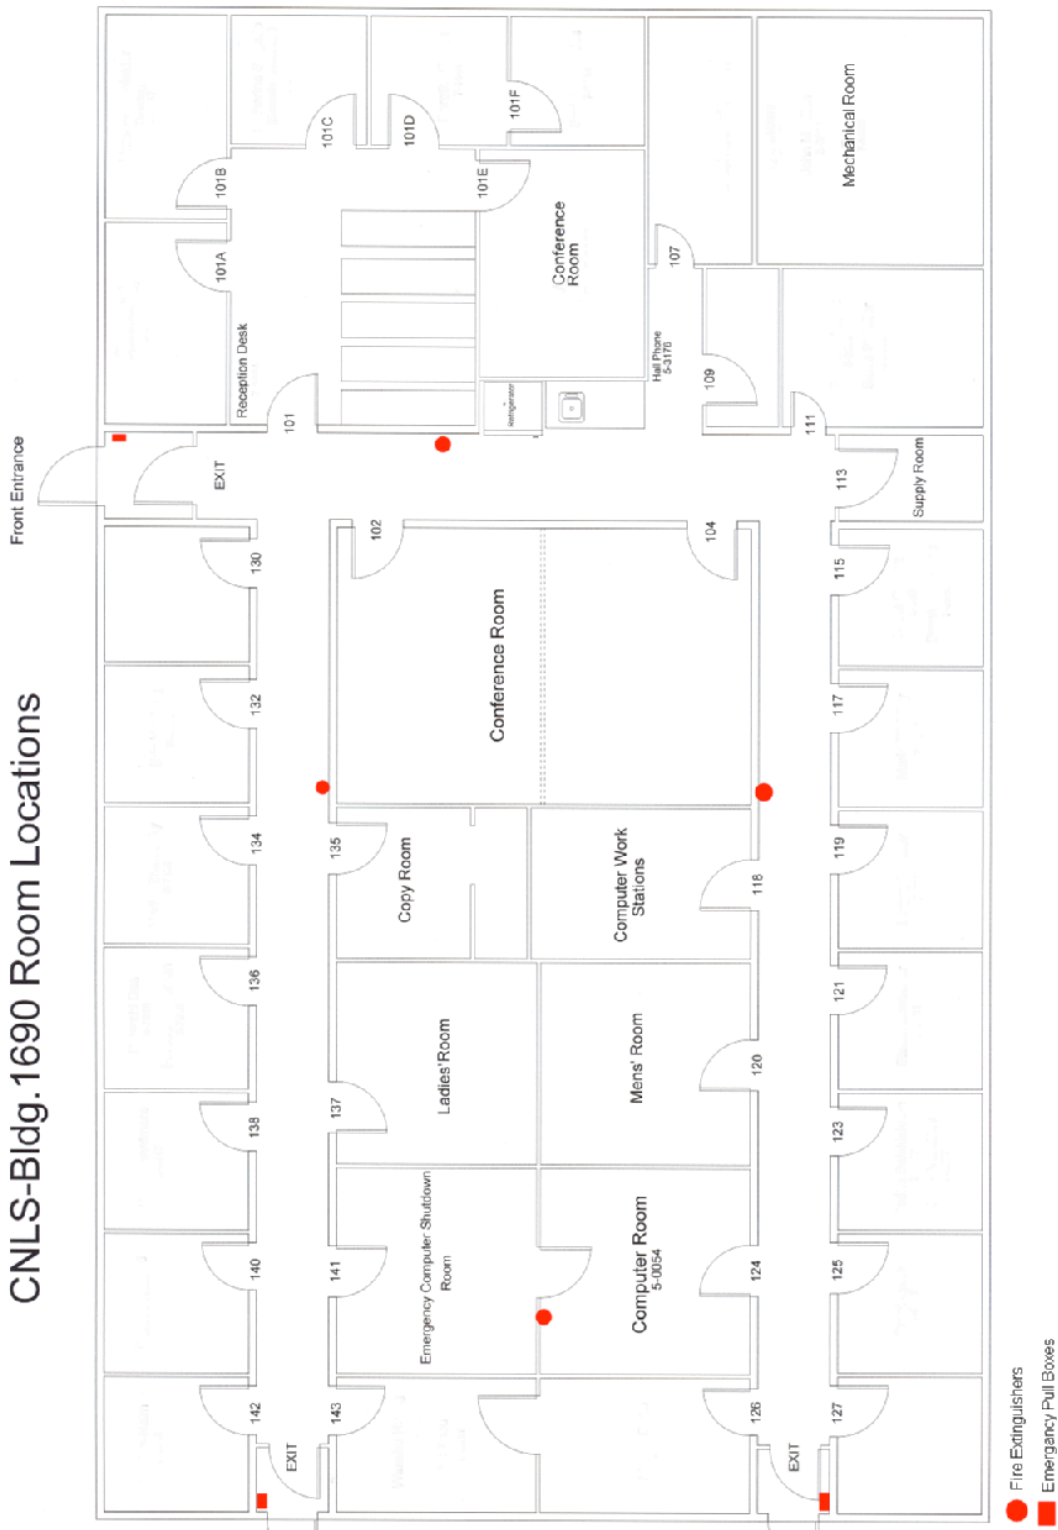 CNLS-Bldg.1690 Room Locations
Front Entrance
EXIT
Reception Desk
101
101A
101B
101C
101D
101E
101F
Conference
Room
Refrigerator
Hall Phone
5-3176
107
109
111
Mechanical Room
113
Supply Room
102
104
Conference Room
130
132
134
136
138
140
142
EXIT
135
Copy Room
137
Ladies'Room
141
Emergency Computer Shutdown
Room
143
Computer Work
Stations
118
Mens' Room
120
Computer Room
5-0054
124
126
EXIT
115
117
119
121
123
125
127
Fire Extinguishers
Emergancy Pull Boxes